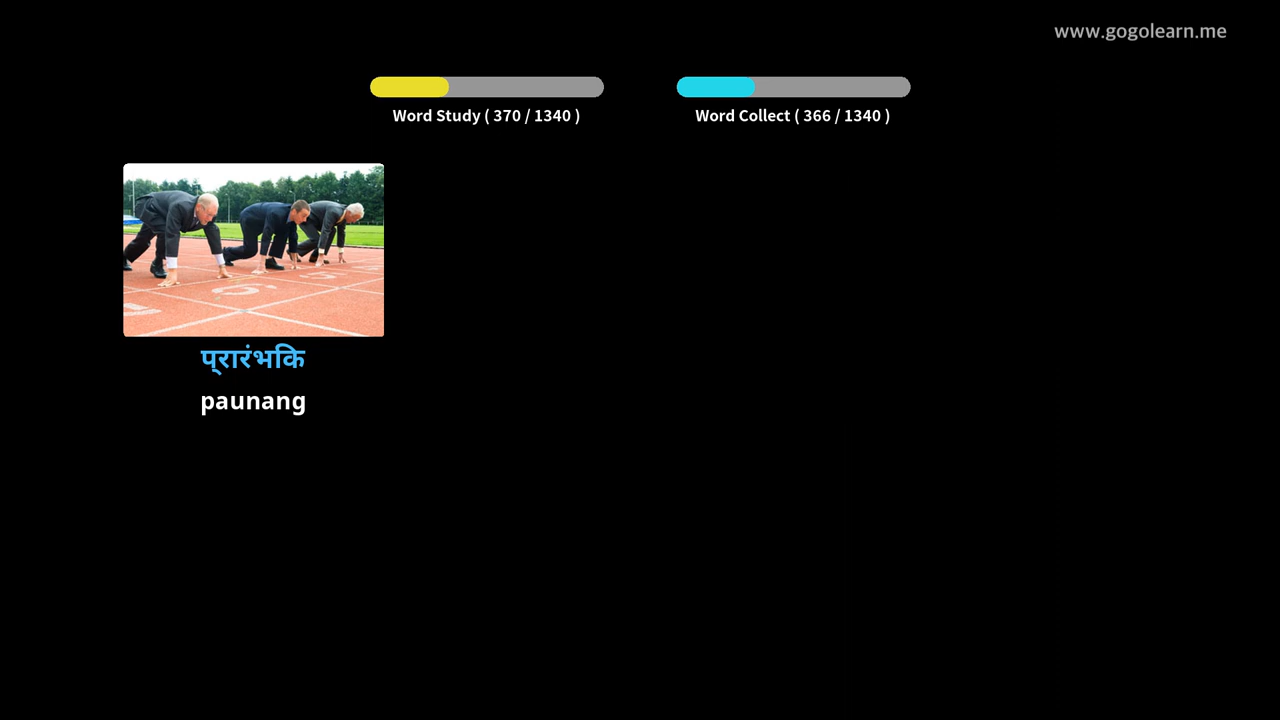 www.gogolearn.me
Word Study ( 370 / 1340 )
Word Collect ( 366 / 1340 )
प्‌रारंभकि
paunang